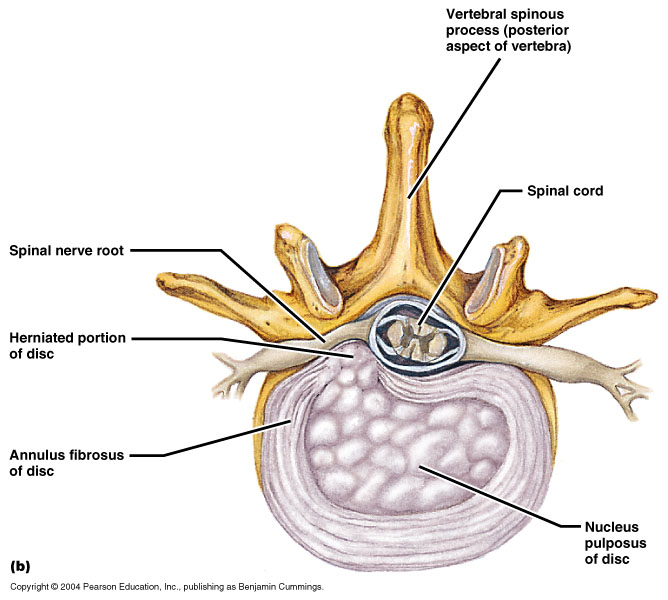 Vertebral spinous
process (posterior
aspect of vertebra)
Spinal cord
Spinal nerve root
Herniated portion
of disc
Annulus fibrosus
of disc
Nucleus
pulposus
of disc
(b)
Copyright © 2004 Pearson Education, Inc., publishing as Benjamin Cummings.